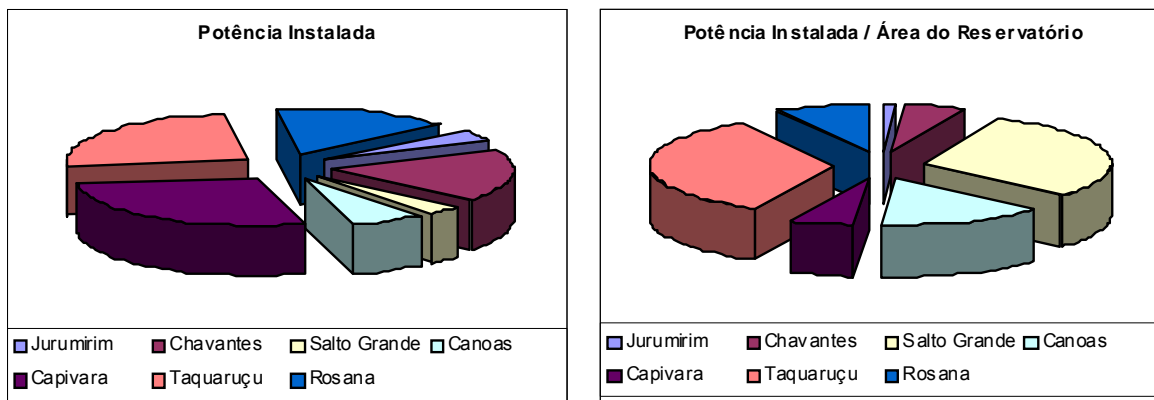 Potência Instalada
Jurumirim Chavantes Salto Grande Canoas
Capivara Taquaruçu Rosana
Potência Instalada / Área do Reservatório
Jurumirim Chavantes Salto Grande Canoas
Capivara Taquaruçu Rosana